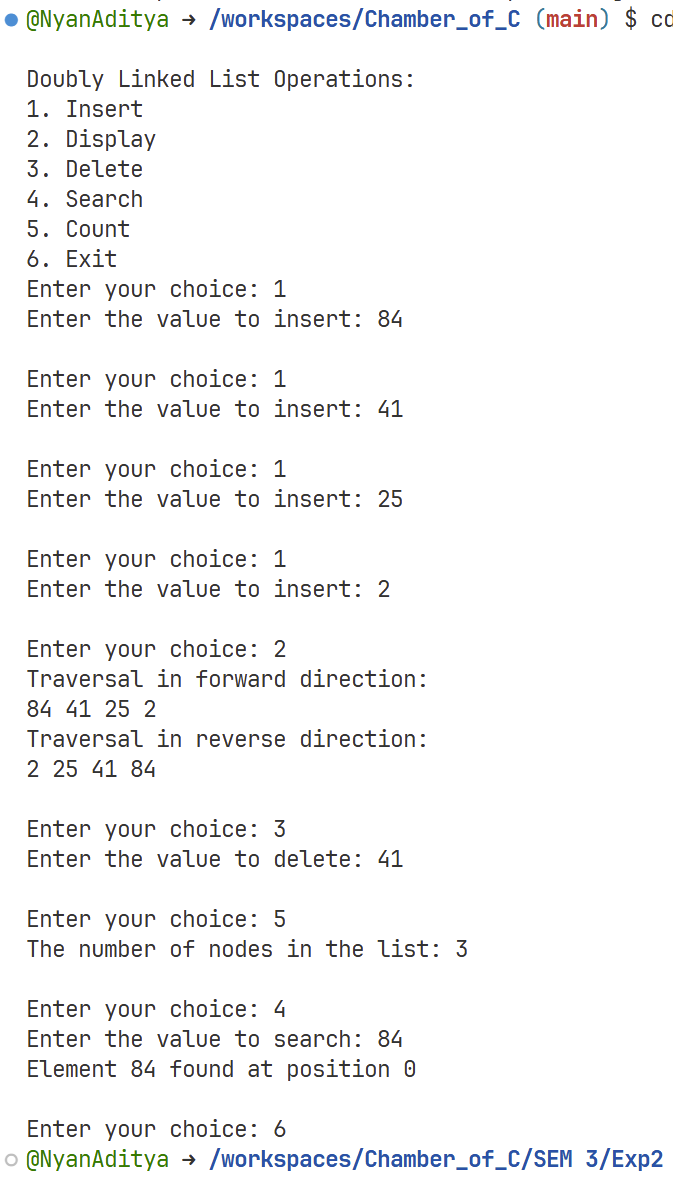 @NyanAditya → /workspaces/Chamber_of_C (main) $ cd
Doubly Linked List Operations:
1. Insert
2. Display
3. Delete
4. Search
5. Count
6. Exit
Enter your choice: 1
Enter the value to insert: 84
Enter your choice: 1
Enter the value to insert: 41
Enter your choice: 1
Enter the value to insert: 25
Enter your choice: 1
Enter the value to insert: 2
Enter your choice: 2
Traversal in forward direction:
84 41 25 2
Traversal in reverse direction:
2 25 41 84
Enter your choice: 3
Enter the value to delete: 41
Enter your choice: 5
The number of nodes in the list: 3
Enter your choice: 4
Enter the value to search: 84
Element 84 found at position 0
Enter your choice: 6
@NyanAditya → /workspaces/Chamber_of_C/SEM 3/Exp2